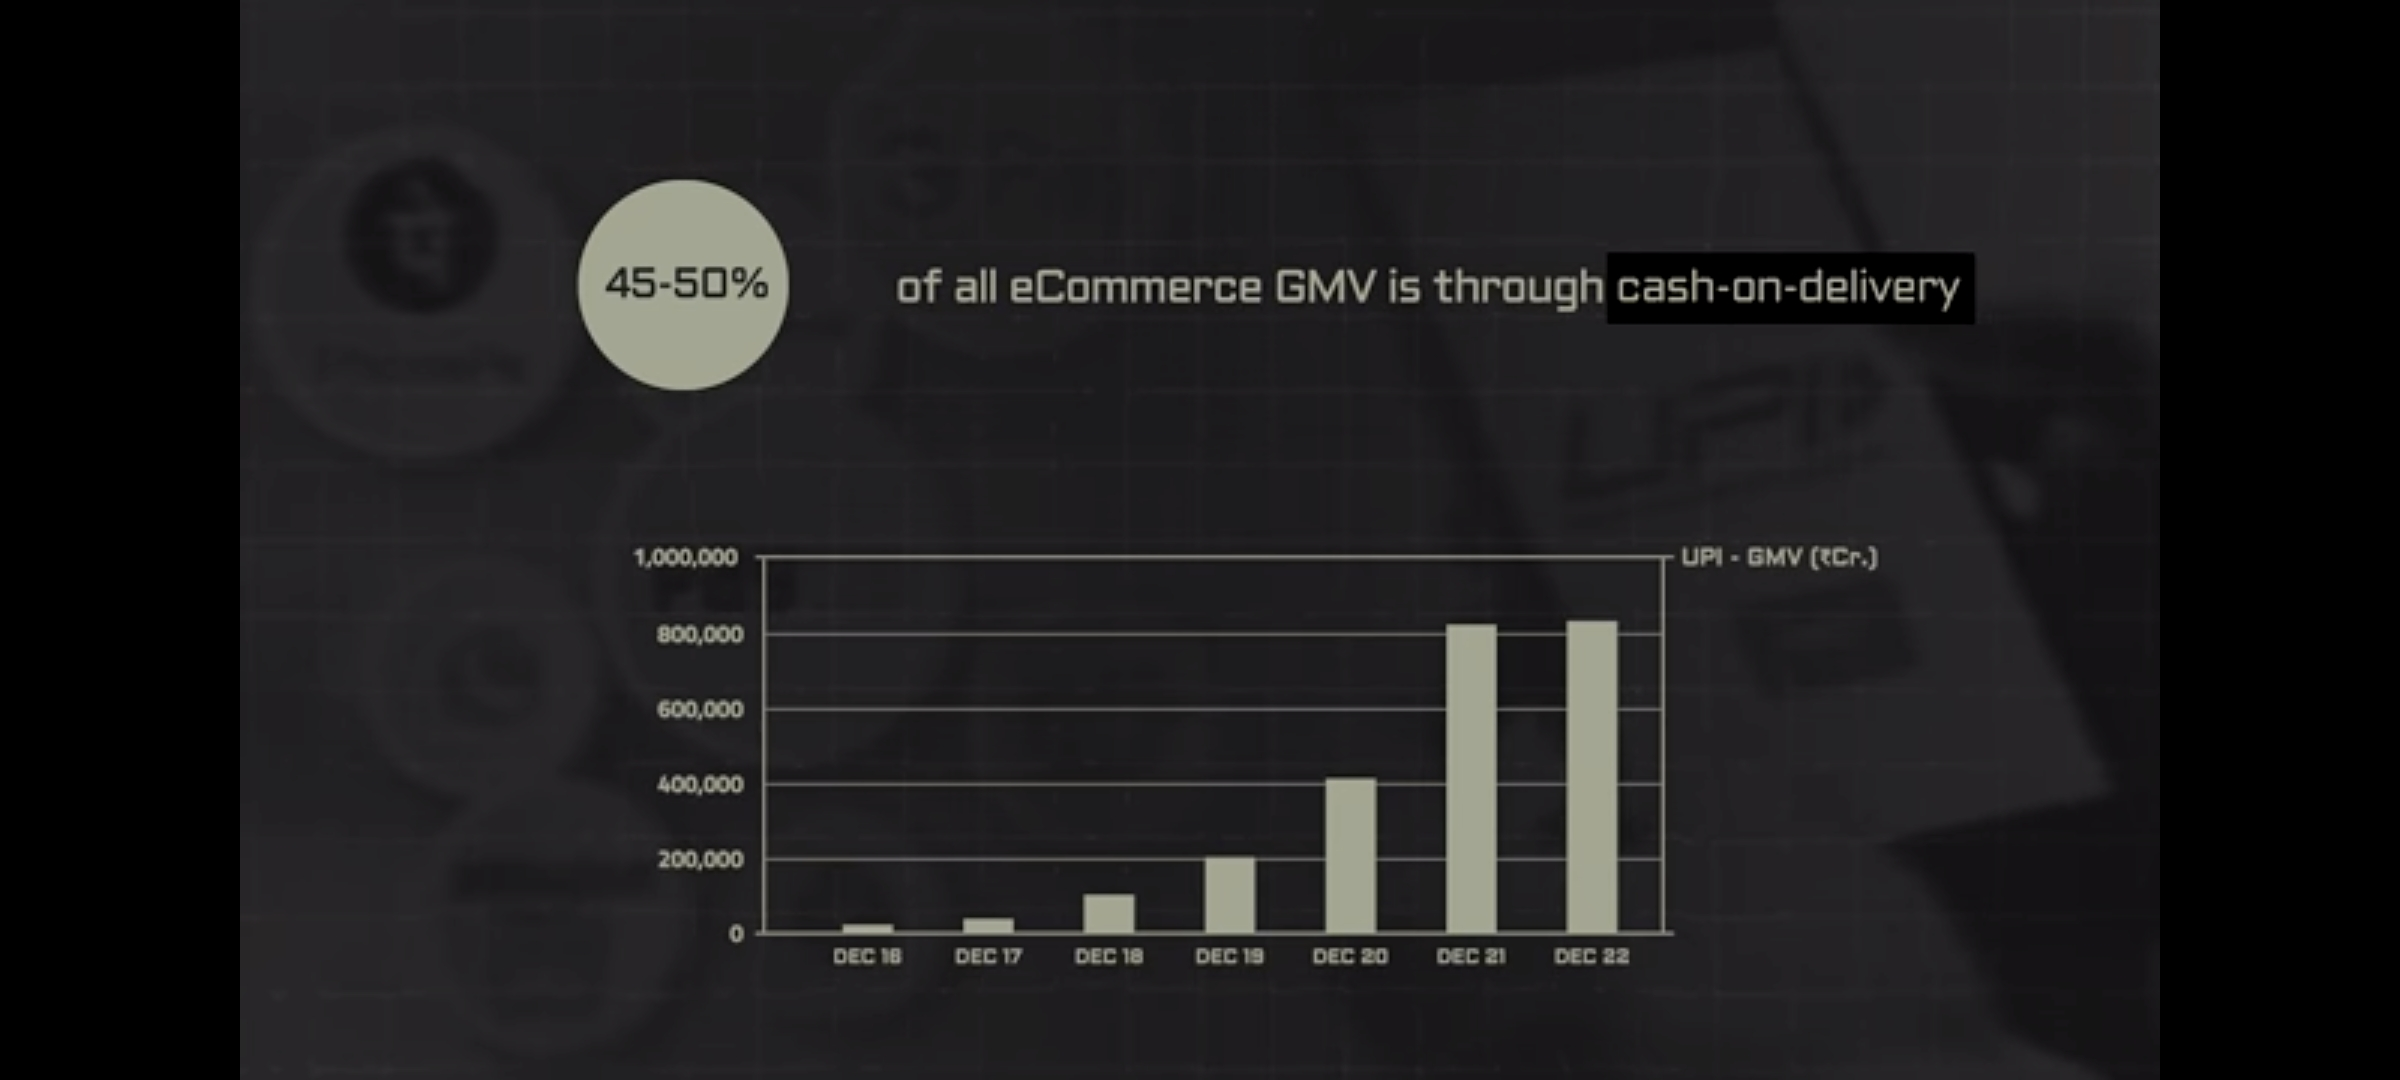 45-50% of all eCommerce GMV is through cash-on-delivery
1,000,000 UPI - GMV (₹Cr.)
800,000
600,000
400,000
200,000
0
DEC 16 DEC 17 DEC 18 DEC 19 DEC 20 DEC 21 DEC 22
पे
UPI